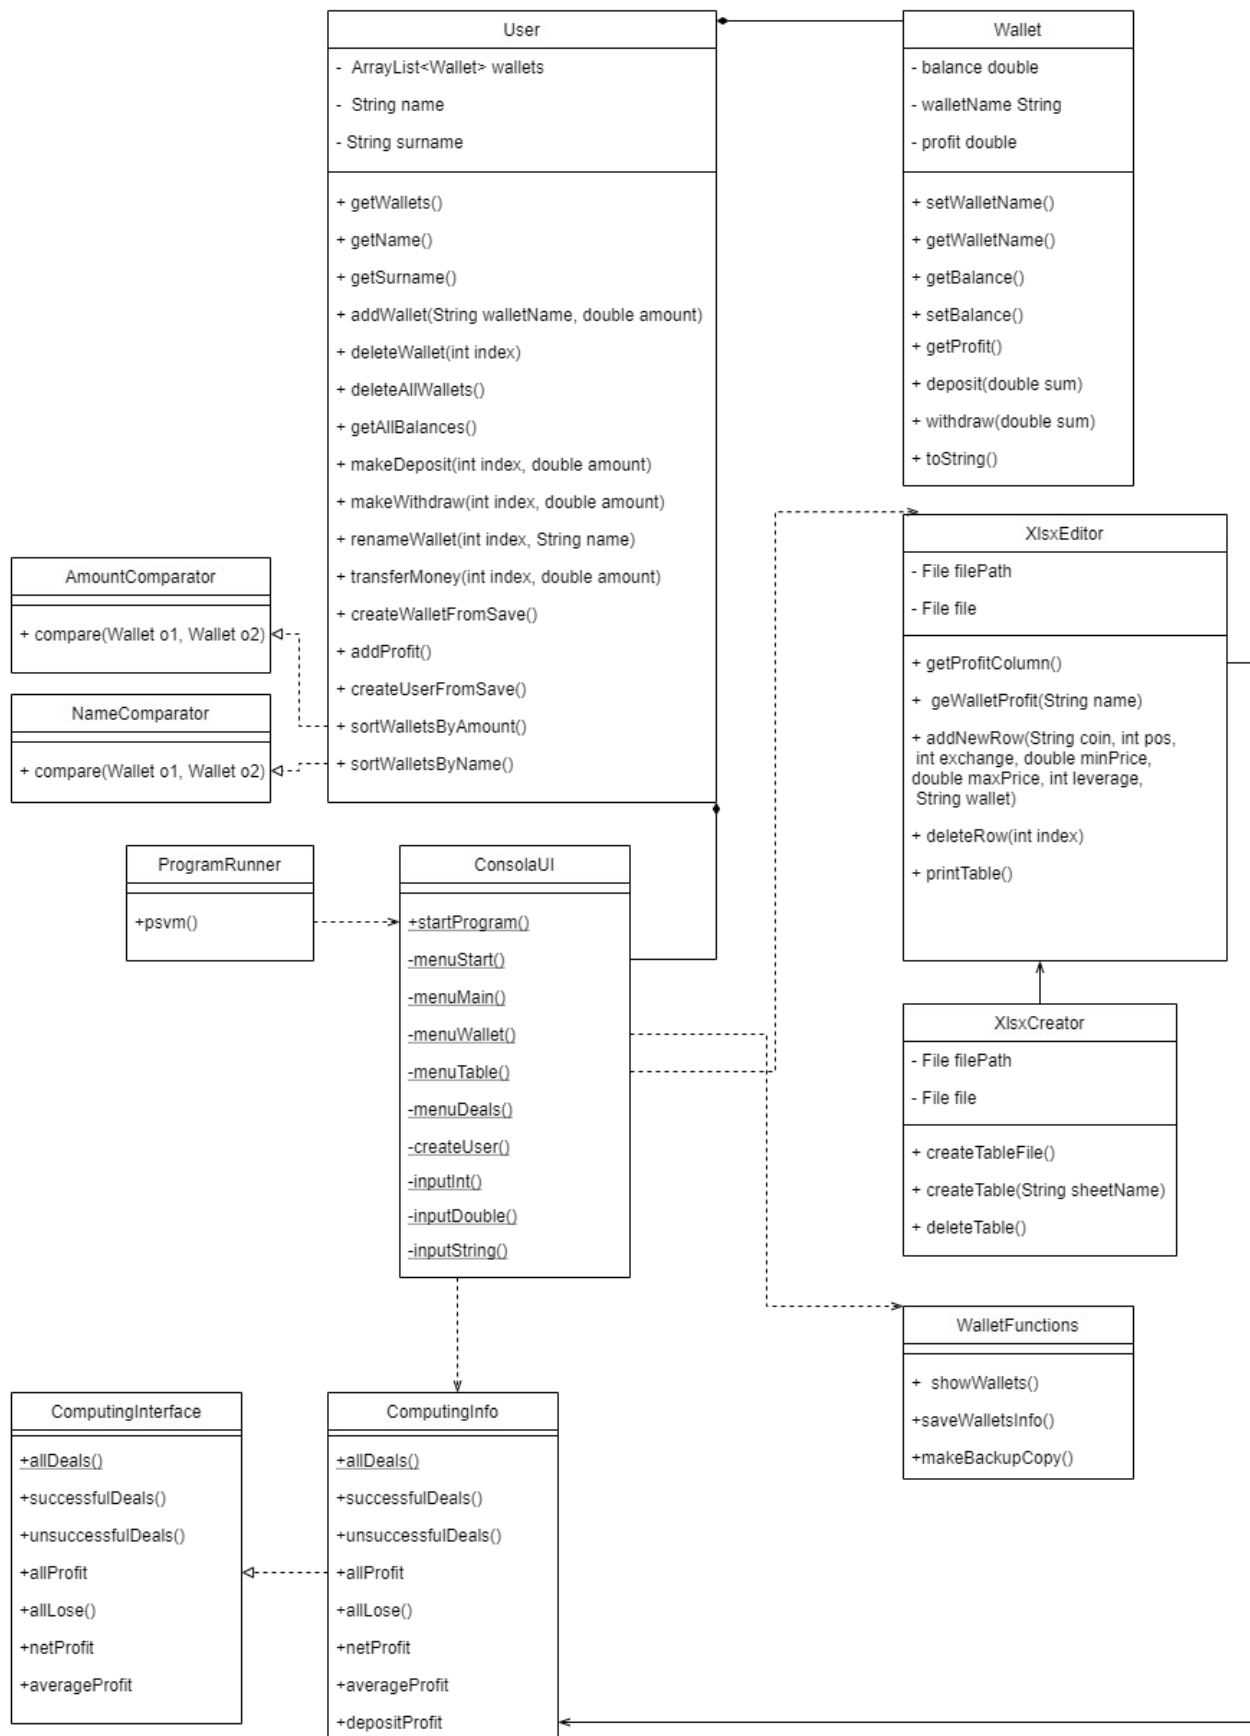 User
- ArrayList<Wallet> wallets
- String name
- String surname
+ getWallets()
+ getName()
+ getSurname()
+ addWallet(String walletName, double amount)
+ deleteWallet(int index)
+ deleteAllWallets()
+ getAllBalances()
+ makeDeposit(int index, double amount)
+ makeWithdraw(int index, double amount)
+ renameWallet(int index, String name)
+ transferMoney(int index, double amount)
+ createWalletFromSave()
+ addProfit()
+ createUserFromSave()
+ sortWalletsByAmount()
+ sortWalletsByName()
Wallet
- balance double
- walletName String
- profit double
+ setWalletName()
+ getWalletName()
+ getBalance()
+ setBalance()
+ getProfit()
+ deposit(double sum)
+ withdraw(double sum)
+ toString()
AmountComparator
+ compare(Wallet o1, Wallet o2)
NameComparator
+ compare(Wallet o1, Wallet o2)
XlsxEditor
- File filePath
- File file
+ getProfitColumn()
+ geWalletProfit(String name)
+ addNewRow(String coin, int pos,
int exchange, double minPrice,
double maxPrice, int leverage,
String wallet)
+ deleteRow(int index)
+ printTable()
ProgramRunner
+psvm()
ConsolaUI
+startProgram()
-menuStart()
-menuMain()
-menuWallet()
-menuTable()
-menuDeals()
-createUser()
-inputInt()
-inputDouble()
-inputString()
XlsxCreator
- File filePath
- File file
+ createTableFile()
+ createTable(String sheetName)
+ deleteTable()
WalletFunctions
+ showWallets()
+saveWalletsInfo()
+makeBackupCopy()
ComputingInterface
+allDeals()
+successfulDeals()
+unsuccessfulDeals()
+allProfit
+allLose()
+netProfit
+averageProfit
ComputingInfo
+allDeals()
+successfulDeals()
+unsuccessfulDeals()
+allProfit
+allLose()
+netProfit
+averageProfit
+depositProfit